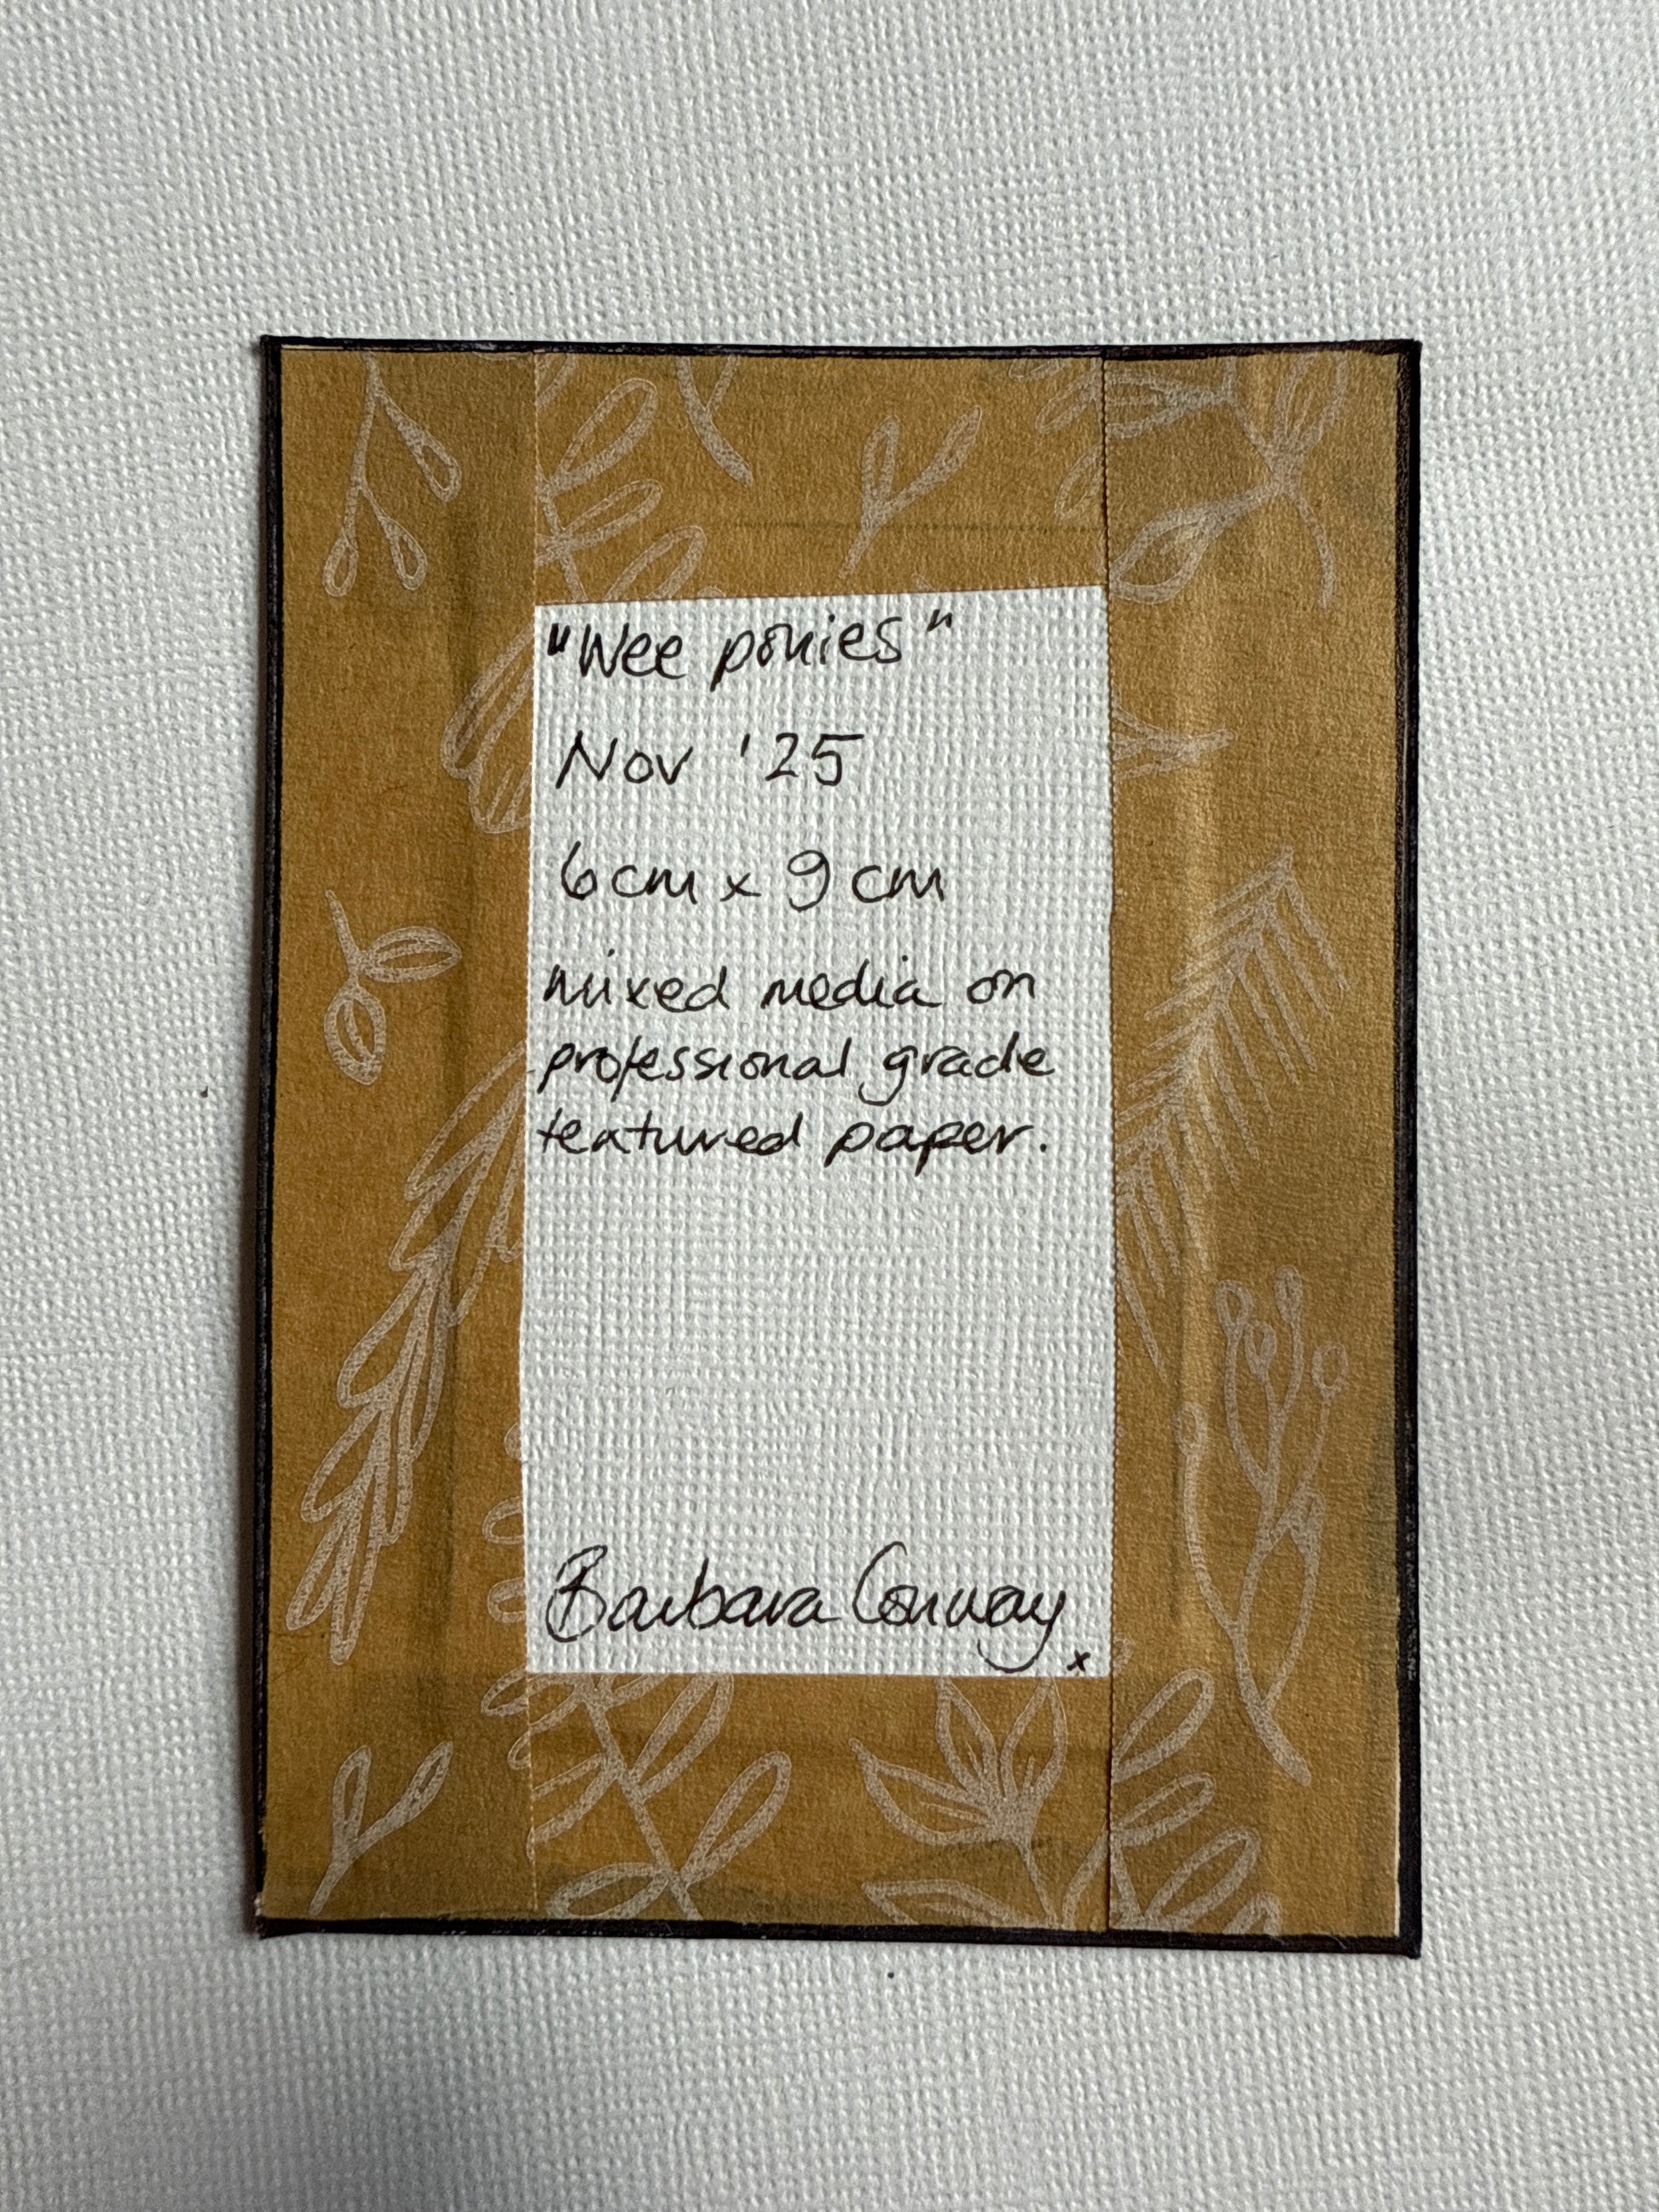 "Wee ponies"
Nov '25
6cm x 9cm
mixed media on
professional grade
textured paper.
Barbara Conway
x